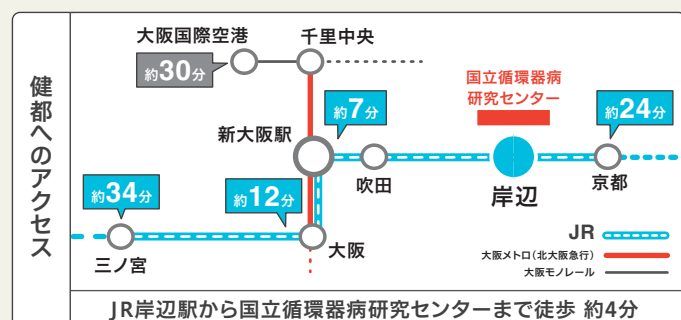 健都へのアクセス
大阪国際空港
千里中央
約30分
国立循環器病
研究センター
約7分
約24分
新大阪駅
吹田
岸辺
京都
約34分
約12分
三ノ宮
大阪
JR
大阪メトロ(北大阪急行)
大阪モノレール
JR岸辺駅から国立循環器病研究センターまで徒歩 約4分